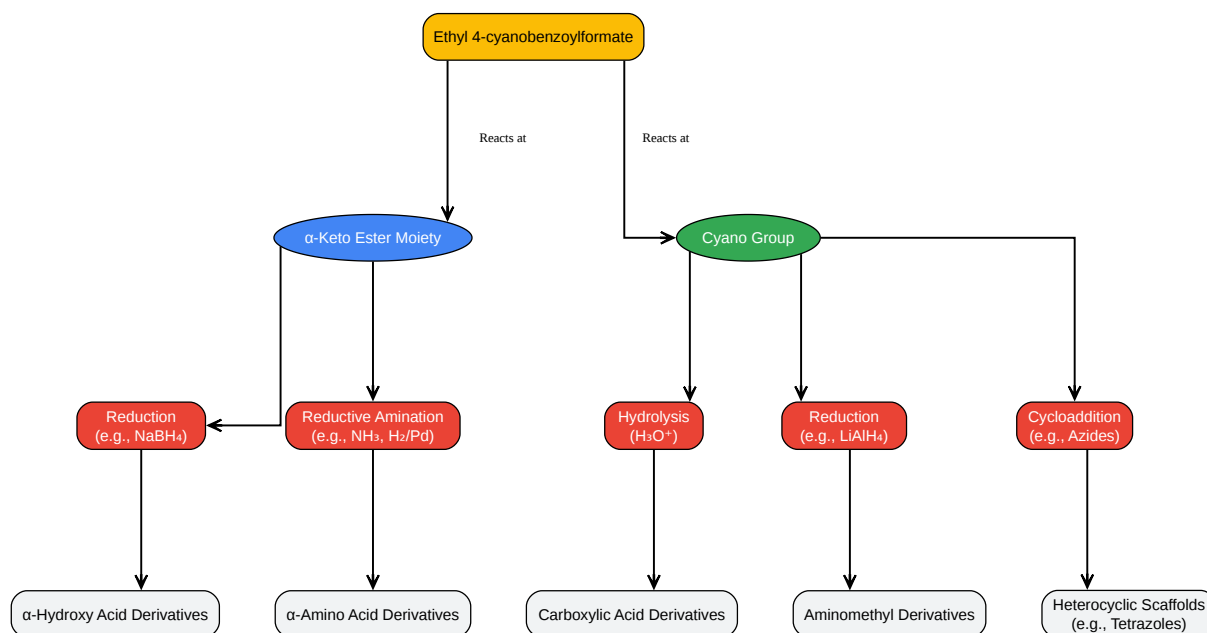 Ethyl 4-cyanobenzoylformate
Reacts at
Reacts at
α-Keto Ester Moiety
Cyano Group
Reduction
(e.g., NaBH₄)
Reductive Amination
(e.g., NH₃, H₂/Pd)
Hydrolysis
(H₃O⁺)
Reduction
(e.g., LiAlH₄)
Cycloaddition
(e.g., Azides)
α-Hydroxy Acid Derivatives
α-Amino Acid Derivatives
Carboxylic Acid Derivatives
Aminomethyl Derivatives
Heterocyclic Scaffolds
(e.g., Tetrazoles)